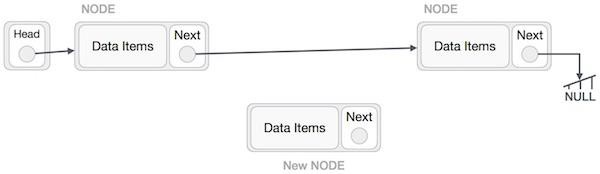 NODE
NODE
Head
Data Items
Next
Data Items
Next
NULL
Data Items
Next
New NODE